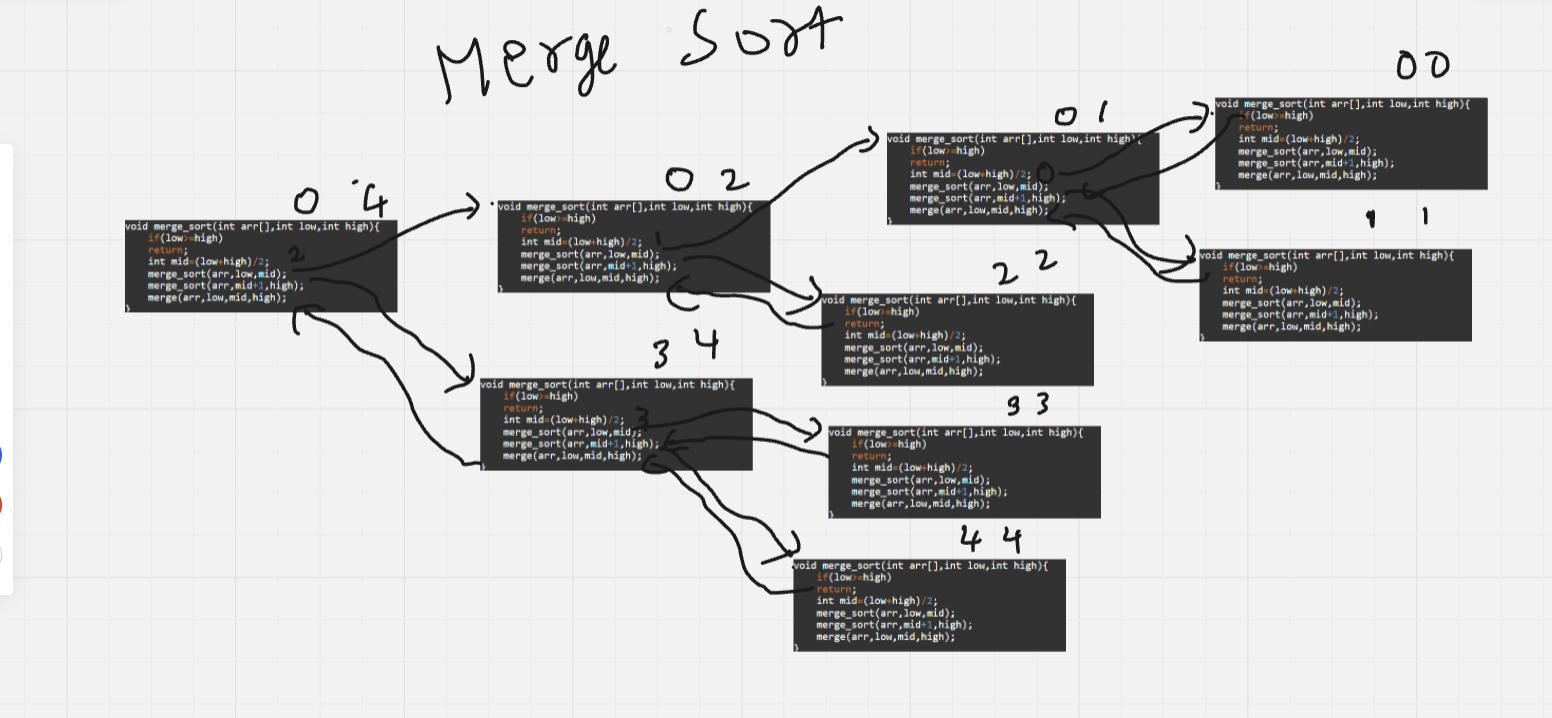 Merge Sort
0 4
void merge_sort(int arr[],int low,int high){
if(low>=high)
return;
int mid=(low+high)/2;
2
merge_sort(arr,low,mid);
merge_sort(arr,mid+1,high);
merge(arr,low,mid,high);
}
0 2
void merge_sort(int arr[],int low,int high){
if(low>=high)
return;
int mid=(low+high)/2;
1
merge_sort(arr,low,mid);
merge_sort(arr,mid+1,high);
merge(arr,low,mid,high);
}
0 1
void merge_sort(int arr[],int low,int high){
if(low>=high)
return;
int mid=(low+high)/2;
0
merge_sort(arr,low,mid);
merge_sort(arr,mid+1,high);
merge(arr,low,mid,high);
}
0 0
void merge_sort(int arr[],int low,int high){
if(low>=high)
return;
int mid=(low+high)/2;
merge_sort(arr,low,mid);
merge_sort(arr,mid+1,high);
merge(arr,low,mid,high);
}
1 1
void merge_sort(int arr[],int low,int high){
if(low>=high)
return;
int mid=(low+high)/2;
merge_sort(arr,low,mid);
merge_sort(arr,mid+1,high);
merge(arr,low,mid,high);
}
2 2
void merge_sort(int arr[],int low,int high){
if(low>=high)
return;
int mid=(low+high)/2;
merge_sort(arr,low,mid);
merge_sort(arr,mid+1,high);
merge(arr,low,mid,high);
}
3 4
void merge_sort(int arr[],int low,int high){
if(low>=high)
return;
int mid=(low+high)/2;
3
merge_sort(arr,low,mid);
merge_sort(arr,mid+1,high);
merge(arr,low,mid,high);
}
3 3
void merge_sort(int arr[],int low,int high){
if(low>=high)
return;
int mid=(low+high)/2;
merge_sort(arr,low,mid);
merge_sort(arr,mid+1,high);
merge(arr,low,mid,high);
}
4 4
void merge_sort(int arr[],int low,int high){
if(low>=high)
return;
int mid=(low+high)/2;
merge_sort(arr,low,mid);
merge_sort(arr,mid+1,high);
merge(arr,low,mid,high);
}